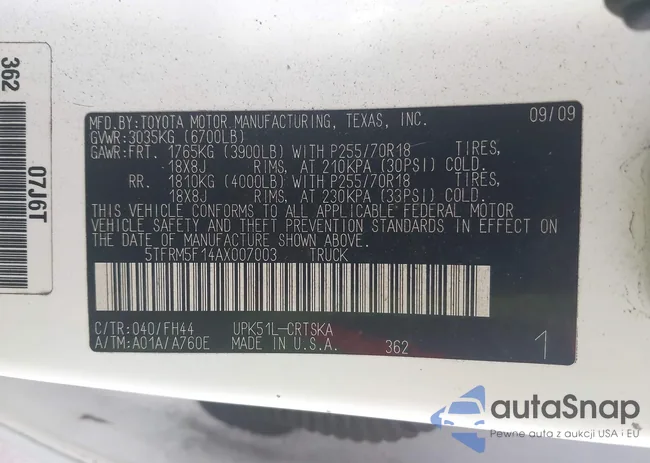 362
07J6T
MFD.BY:TOYOTA MOTOR MANUFACTURING, TEXAS, INC. 09/09
GVWR:3035KG (6700LB)
GAWR:FRT. 1765KG (3900LB) WITH P255/70R18 TIRES,
18X8J RIMS, AT 210KPA (30PSI) COLD.
RR. 1810KG (4000LB) WITH P255/70R18 TIRES,
18X8J RIMS, AT 230KPA (33PSI) COLD.
THIS VEHICLE CONFORMS TO ALL APPLICABLE FEDERAL MOTOR
VEHICLE SAFETY AND THEFT PREVENTION STANDARDS IN EFFECT ON
THE DATE OF MANUFACTURE SHOWN ABOVE.
5TFRM5F14AX007003 TRUCK
C/TR:040/FH44 UPK51L-CRTSKA
A/TM:A01A/A760E MADE IN U.S.A. 362 1
autaSnap
Pewne auta z aukcji USA i EU